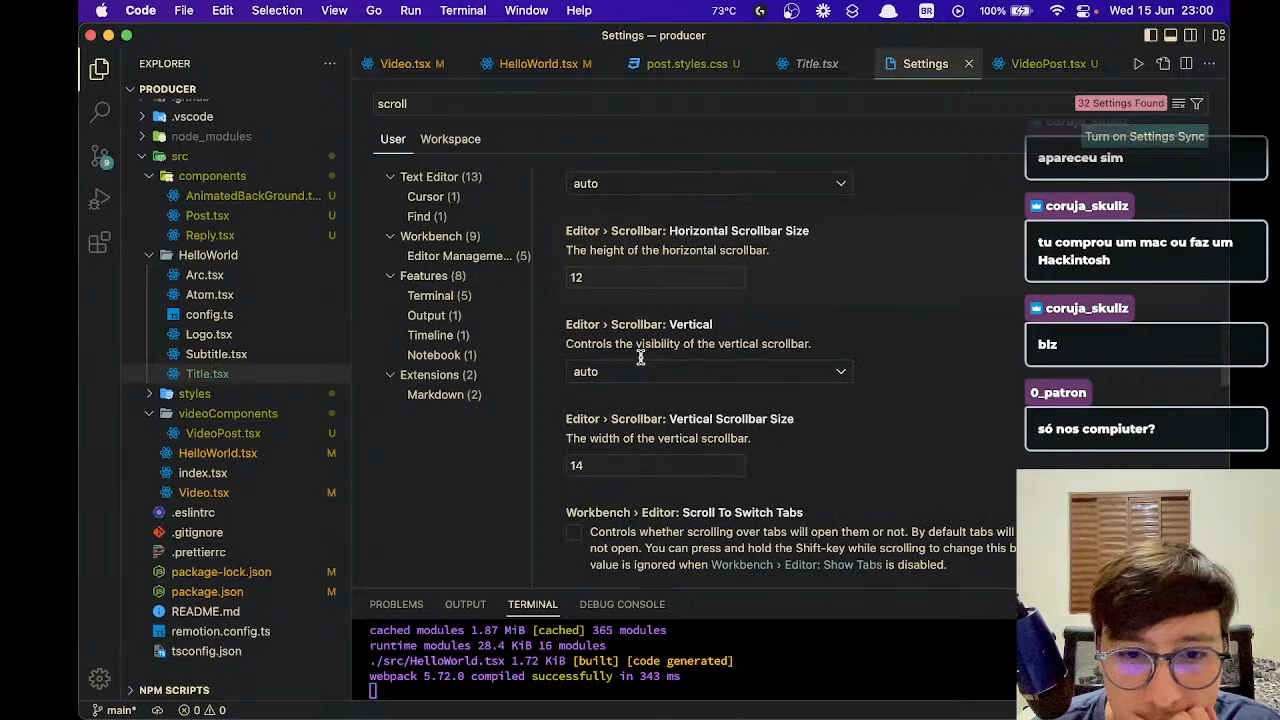 Code File Edit Selection View Go Run Terminal Window Help 73°C BR 100% Wed 15 Jun 23:00
Settings — producer
EXPLORER
Video.tsx M
HelloWorld.tsx M
post.styles.css U
Title.tsx
Settings
VideoPost.tsx U
PRODUCER
.vscode
node_modules
src
components
AnimatedBackGround.t... U
Post.tsx U
Reply.tsx U
HelloWorld
Arc.tsx
Atom.tsx
config.ts
Logo.tsx
Subtitle.tsx
Title.tsx
styles
videoComponents
VideoPost.tsx U
HelloWorld.tsx M
index.tsx
Video.tsx M
.eslintrc
.gitignore
.prettierrc
package-lock.json M
package.json M
README.md
remotion.config.ts
tsconfig.json
NPM SCRIPTS
9
scroll
32 Settings Found
User Workspace
Turn on Settings Sync
Text Editor (13)
Cursor (1)
Find (1)
Workbench (9)
Editor Manageme... (5)
Features (8)
Terminal (5)
Output (1)
Timeline (1)
Notebook (1)
Extensions (2)
Markdown (2)
auto
Editor › Scrollbar: Horizontal Scrollbar Size
The height of the horizontal scrollbar.
12
Editor › Scrollbar: Vertical
Controls the visibility of the vertical scrollbar.
auto
Editor › Scrollbar: Vertical Scrollbar Size
The width of the vertical scrollbar.
14
Workbench › Editor: Scroll To Switch Tabs
Controls whether scrolling over tabs will open them or not. By default tabs will
not open. You can press and hold the Shift-key while scrolling to change this b
value is ignored when Workbench › Editor: Show Tabs is disabled.
PROBLEMS OUTPUT TERMINAL DEBUG CONSOLE
cached modules 1.87 MiB [cached] 365 modules
runtime modules 28.4 KiB 16 modules
./src/HelloWorld.tsx 1.72 KiB [built] [code generated]
webpack 5.72.0 compiled successfully in 343 ms
main* 0 0
apareceu sim
coruja_skullz
tu comprou um mac ou faz um
Hackintosh
coruja_skullz
blz
0_patron
só nos compiuter?